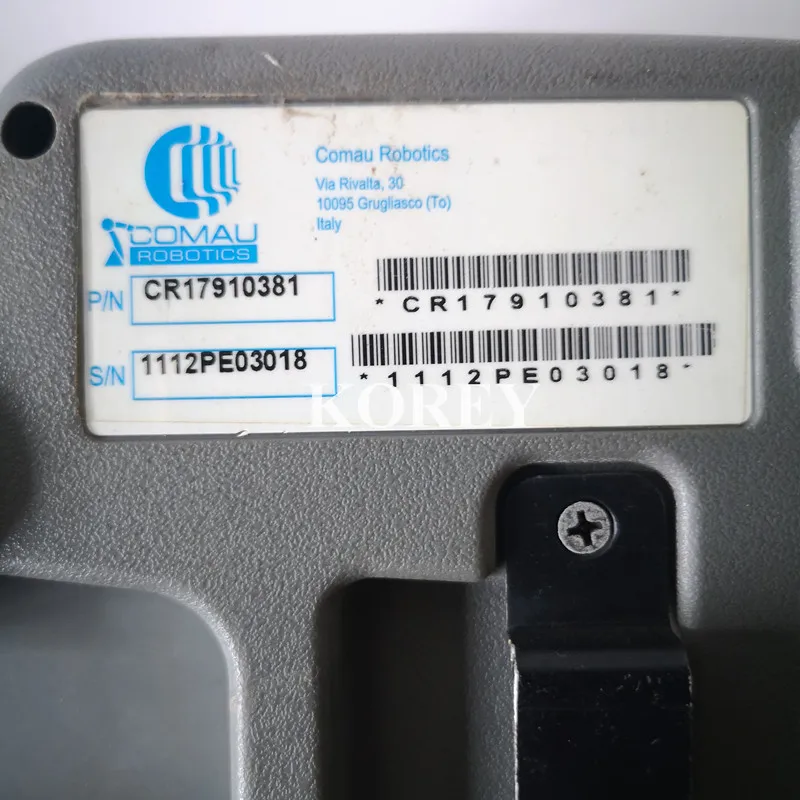 COMAU
ROBOTICS
Comau Robotics
Via Rivalta, 30
10095 Grugliasco (To)
Italy
P/N CR17910381
*CR17910381*
S/N 1112PE03018
*1112PE03018*
KOREY